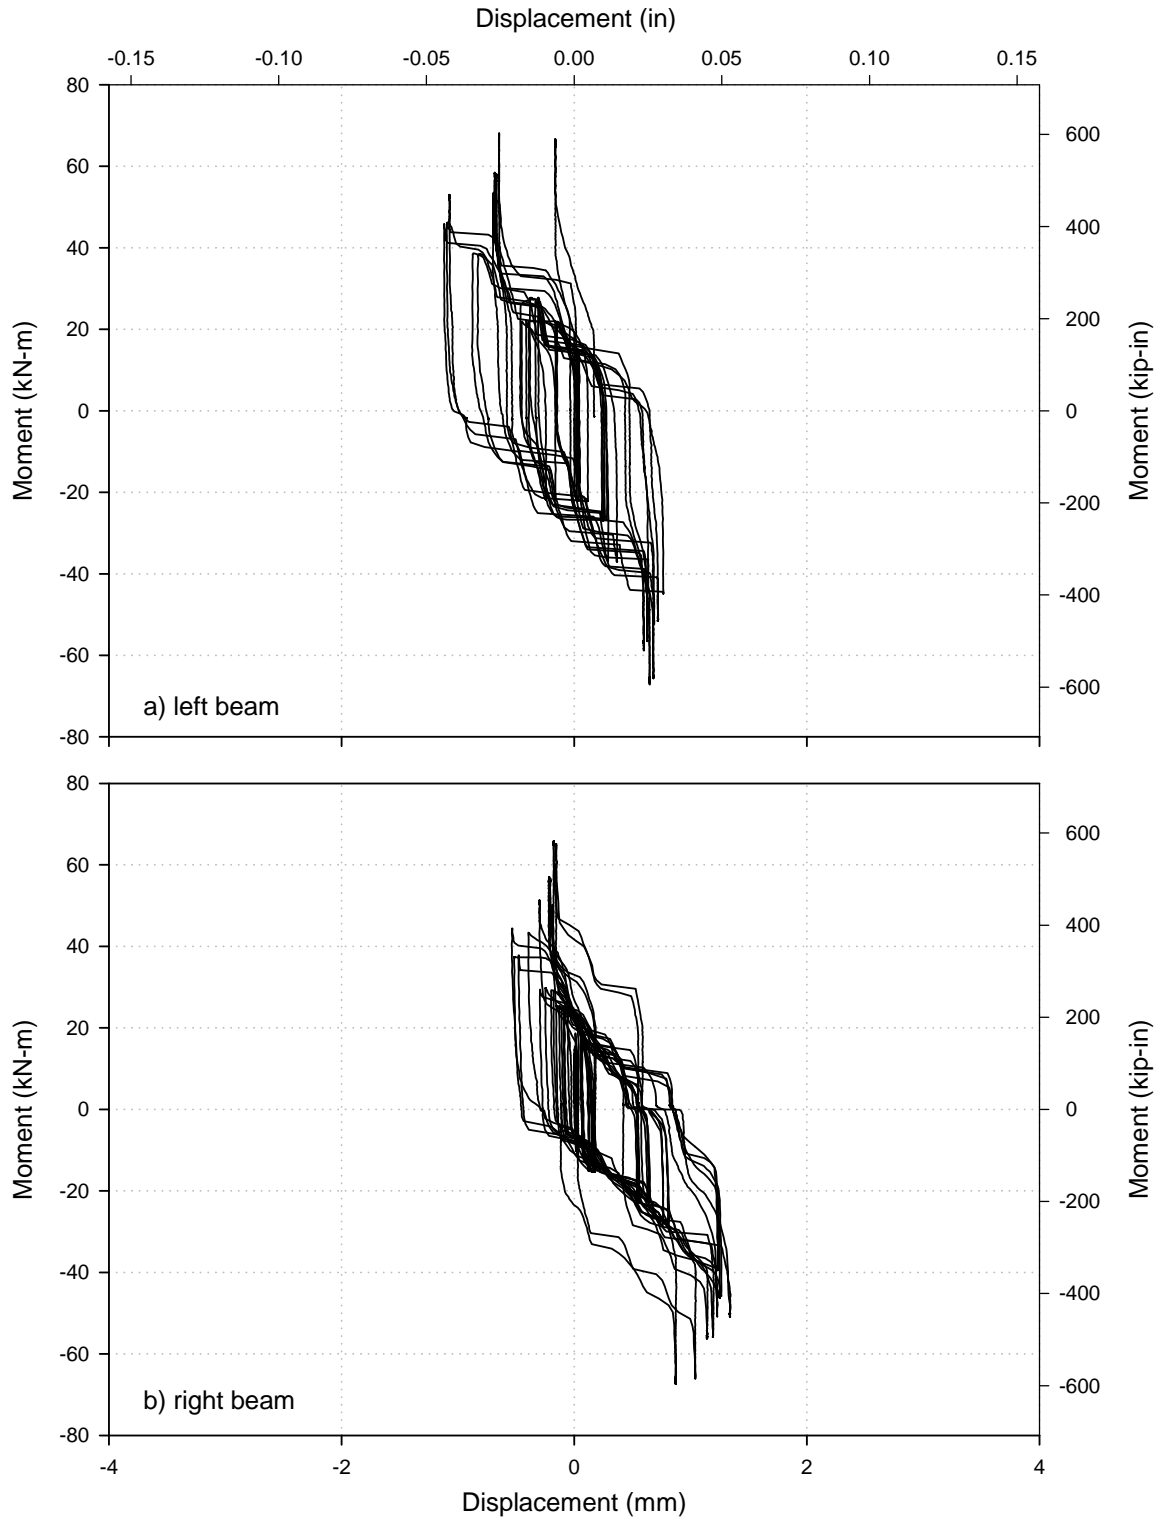 Displacement (in)
-0.15 -0.10 -0.05 0.00 0.05 0.10 0.15
80
60 600
40 400
20 200
0 0
-20 -200
-40 -400
-60 -600
-80
Moment (kN-m)
Moment (kip-in)
a) left beam
80
60 600
40 400
20 200
0 0
-20 -200
-40 -400
-60 -600
-80
Moment (kN-m)
Moment (kip-in)
b) right beam
-4 -2 0 2 4
Displacement (mm)